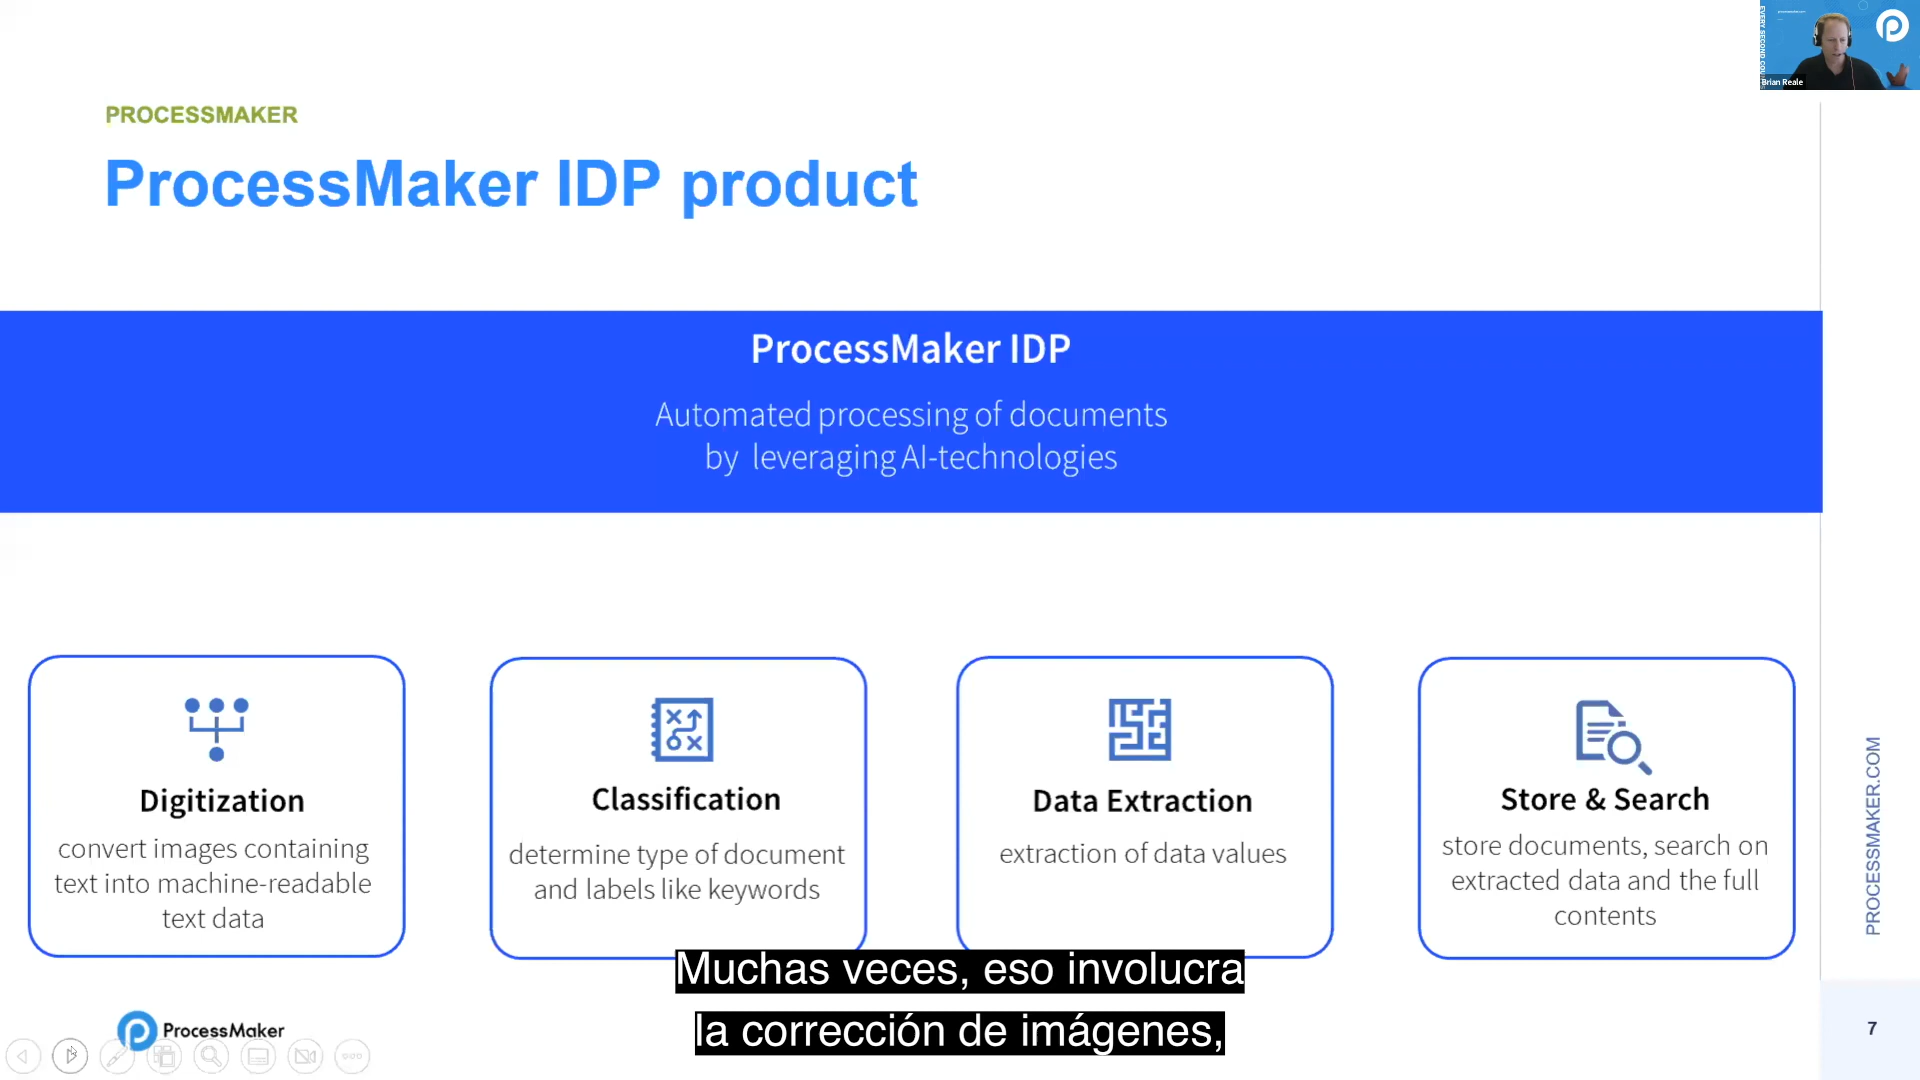 PROCESSMAKER
ProcessMaker IDP product
Brian Reale
ProcessMaker IDP
Automated processing of documents
by leveraging AI-technologies
Digitization
convert images containing
text into machine-readable
text data
Classification
determine type of document
and labels like keywords
Data Extraction
extraction of data values
Store & Search
store documents, search on
extracted data and the full
contents
PROCESSMAKER.COM
Muchas veces, eso involucra
la corrección de imágenes,
ProcessMaker
7